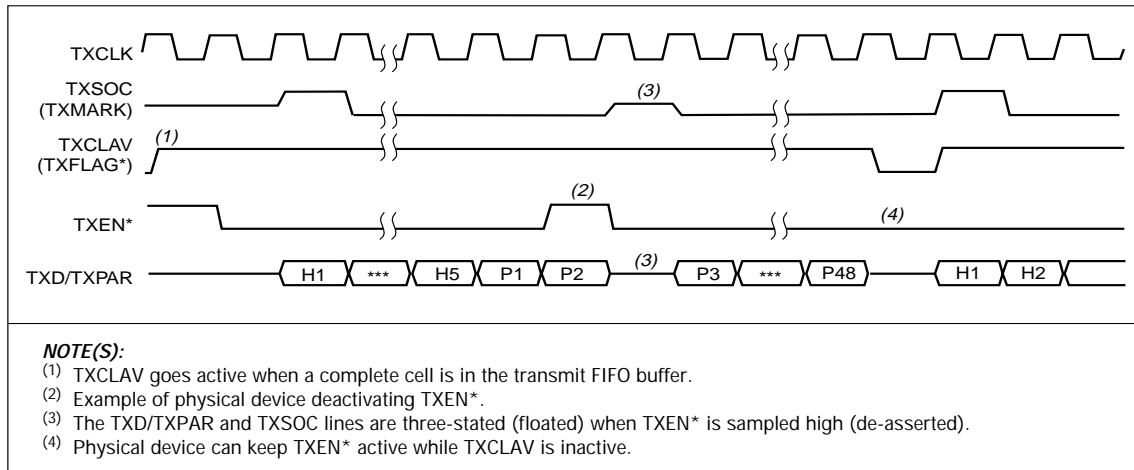 TXCLK
TXSOC
(TXMARK)
(3)
TXCLAV
(TXFLAG*)
(1)
TXEN*
(2)
(4)
TXD/TXPAR
H1
***
H5
P1
P2
(3)
P3
***
P48
H1
H2
NOTE(S):
(1) TXCLAV goes active when a complete cell is in the transmit FIFO buffer.
(2) Example of physical device deactivating TXEN*.
(3) The TXD/TXPAR and TXSOC lines are three-stated (floated) when TXEN* is sampled high (de-asserted).
(4) Physical device can keep TXEN* active while TXCLAV is inactive.